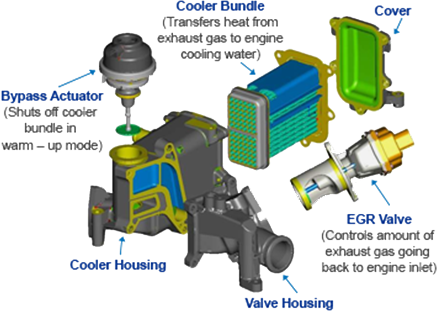 Cooler Bundle
(Transfers heat from
exhaust gas to engine
cooling water)
Cover
Bypass Actuator
(Shuts off cooler
bundle in
warm – up mode)
EGR Valve
(Controls amount of
exhaust gas going
back to engine inlet)
Cooler Housing
Valve Housing